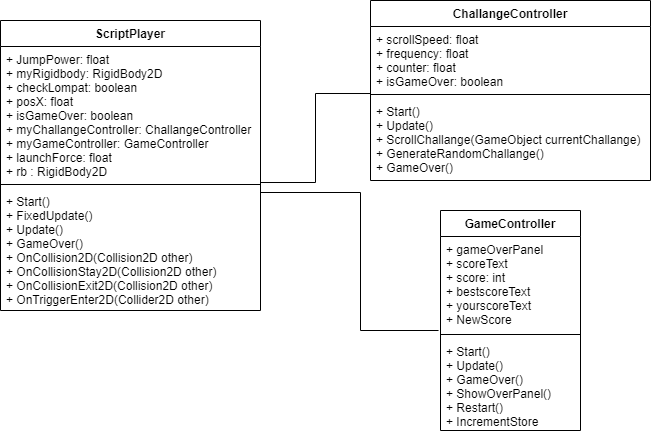 ScriptPlayer
+ JumpPower: float
+ myRigidbody: RigidBody2D
+ checkLompat: boolean
+ posX: float
+ isGameOver: boolean
+ myChallangeController: ChallangeController
+ myGameController: GameController
+ launchForce: float
+ rb : RigidBody2D
+ Start()
+ FixedUpdate()
+ Update()
+ GameOver()
+ OnCollision2D(Collision2D other)
+ OnCollisionStay2D(Collision2D other)
+ OnCollisionExit2D(Collision2D other)
+ OnTriggerEnter2D(Collider2D other)
ChallangeController
+ scrollSpeed: float
+ frequency: float
+ counter: float
+ isGameOver: boolean
+ Start()
+ Update()
+ ScrollChallange(GameObject currentChallange)
+ GenerateRandomChallange()
+ GameOver()
GameController
+ gameOverPanel
+ scoreText
+ score: int
+ bestscoreText
+ yourscoreText
+ NewScore
+ Start()
+ Update()
+ GameOver()
+ ShowOverPanel()
+ Restart()
+ IncrementStore